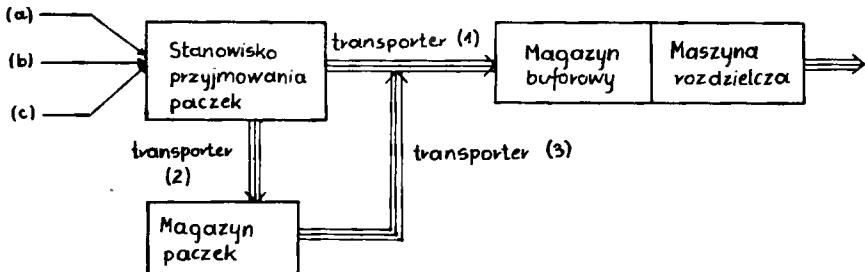 (a)
(b)
(c)
Stanowisko
przyjmowania
paczek
transporter (1)
Magazyn
buforowy
Maszyna
rozdzielcza
transporter
(2)
transporter (3)
Magazyn
paczek